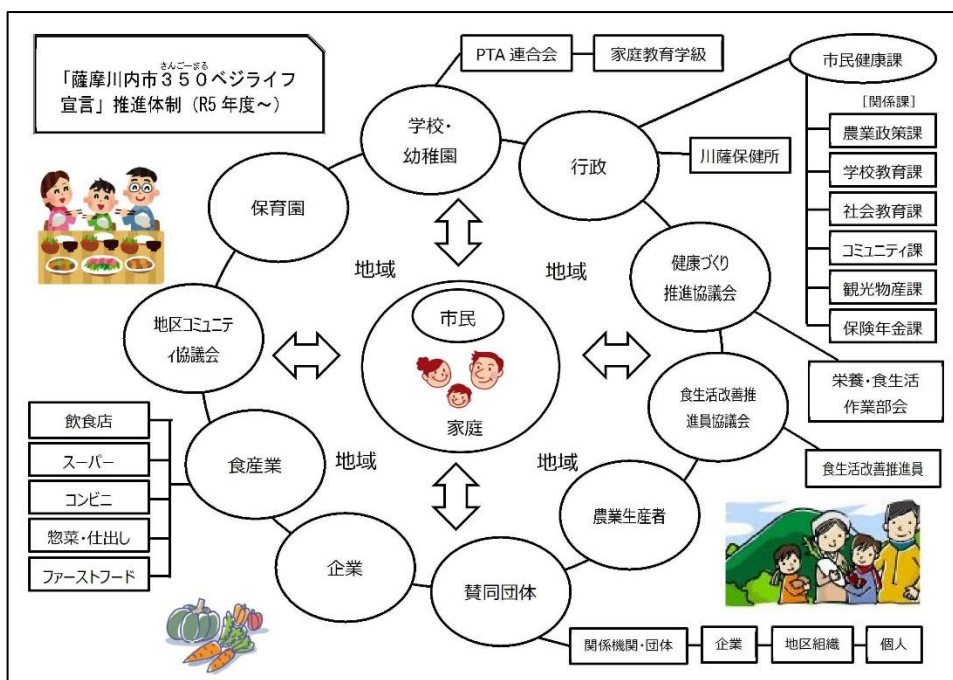 「薩摩川内市３５０ベジライフ
さんごーまる
宣言」推進体制（R5年度～）
PTA連合会
家庭教育学級
市民健康課
[関係課]
農業政策課
学校教育課
社会教育課
コミュニティ課
観光物産課
保険年金課
学校・
幼稚園
行政
川薩保健所
保育園
健康づくり
推進協議会
地域
地域
市民
家庭
地区コミュニテ
ィ協議会
食生活改善推
進員協議会
栄養・食生活
作業部会
食生活改善推進員
飲食店
スーパー
コンビニ
惣菜・仕出し
ファーストフード
食産業
地域
地域
農業生産者
企業
賛同団体
関係機関・団体
企業
地区組織
個人